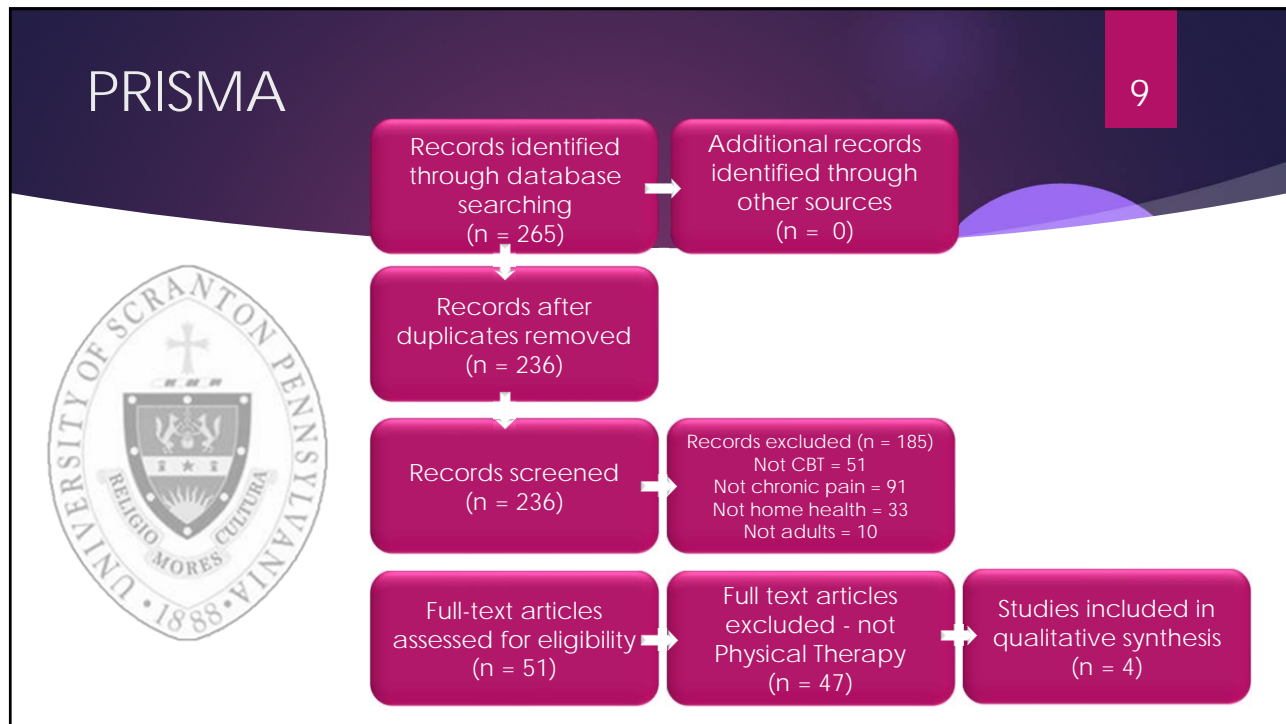 PRISMA
9
Records identified
through database
searching
(n = 265)
Additional records
identified through
other sources
(n = 0)
Records after
duplicates removed
(n = 236)
Records screened
(n = 236)
Records excluded (n = 185)
Not CBT = 51
Not chronic pain = 91
Not home health = 33
Not adults = 10
Full-text articles
assessed for eligibility
(n = 51)
Full text articles
excluded - not
Physical Therapy
(n = 47)
Studies included in
qualitative synthesis
(n = 4)
UNIVERSITY OF SCRANTON PENNSYLVANIA
• 1888 •
RELIGIO MORES CULTURA